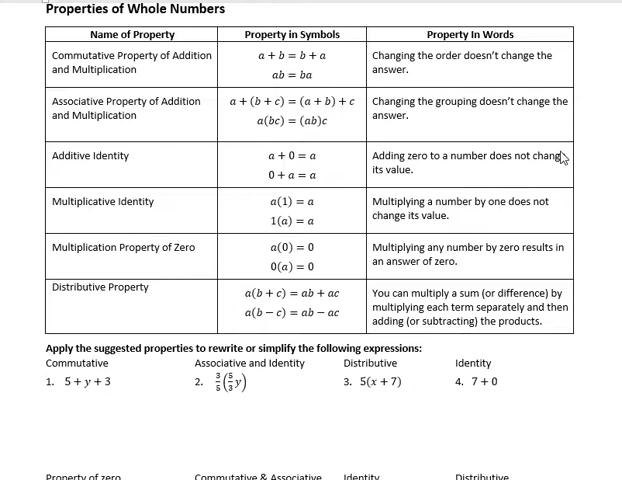 Properties of Whole Numbers
Name of Property Property in Symbols Property In Words
Commutative Property of Addition
and Multiplication
a + b = b + a
ab = ba
Changing the order doesn't change the
answer.
Associative Property of Addition
and Multiplication
a + (b + c) = (a + b) + c
a(bc) = (ab)c
Changing the grouping doesn't change the
answer.
Additive Identity
a + 0 = a
0 + a = a
Adding zero to a number does not chang
its value.
Multiplicative Identity
a(1) = a
1(a) = a
Multiplying a number by one does not
change its value.
Multiplication Property of Zero
a(0) = 0
0(a) = 0
Multiplying any number by zero results in
an answer of zero.
Distributive Property
a(b + c) = ab + ac
a(b − c) = ab − ac
You can multiply a sum (or difference) by
multiplying each term separately and then
adding (or subtracting) the products.
Apply the suggested properties to rewrite or simplify the following expressions:
Commutative Associative and Identity Distributive Identity
1. 5 + y + 3 2. 3/5(5/3y) 3. 5(x + 7) 4. 7 + 0
Property of zero Commutative & Associative Identity Distributive